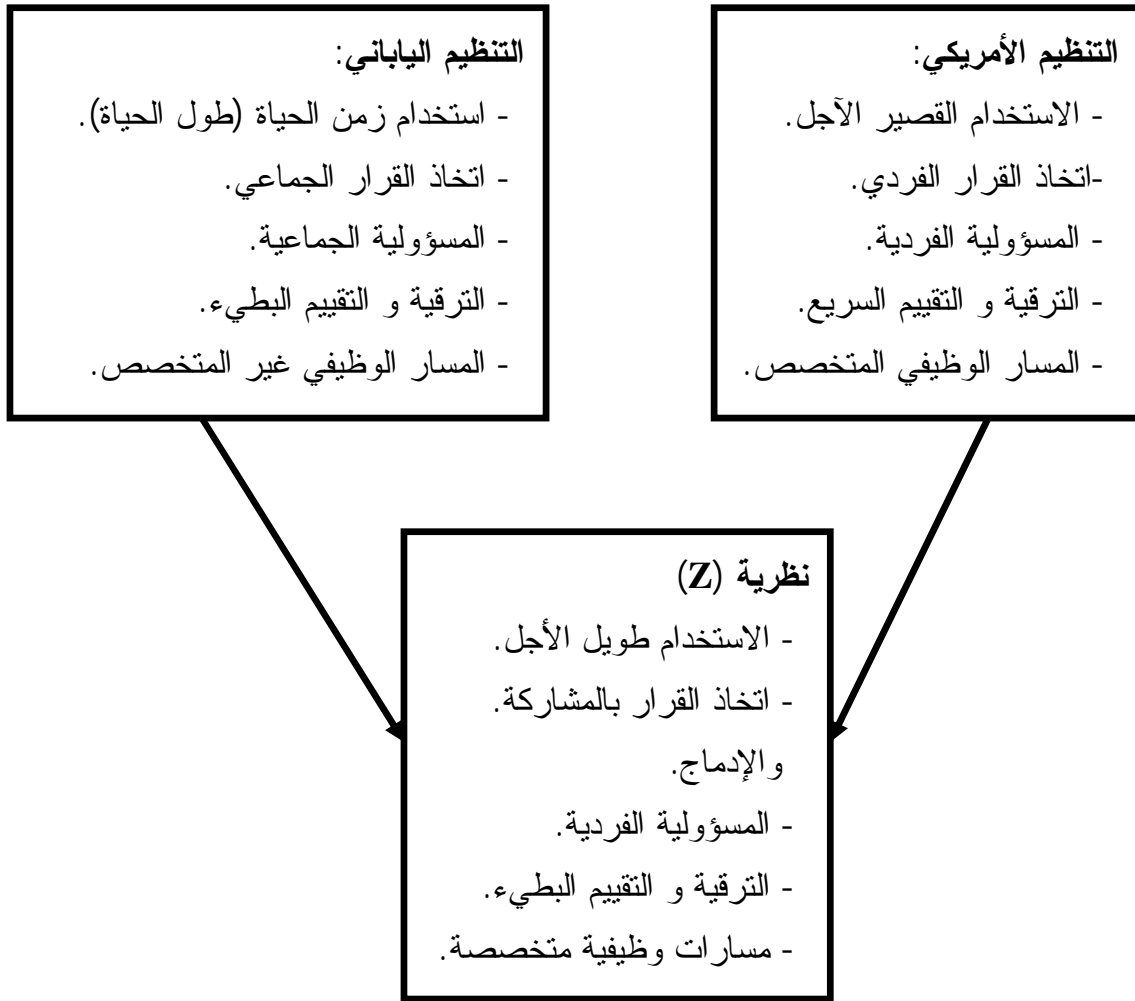 التنظيم الأمريكي:
- الاستخدام القصير الآجل.
-اتخاذ القرار الفردي.
- المسؤولية الفردية.
- الترقية و التقييم السريع.
- المسار الوظيفي المتخصص.
التنظيم الياباني:
- استخدام زمن الحياة (طول الحياة).
- اتخاذ القرار الجماعي.
- المسؤولية الجماعية.
- الترقية و التقييم البطيء.
- المسار الوظيفي غير المتخصص.
نظرية (Z)
- الاستخدام طويل الأجل.
- اتخاذ القرار بالمشاركة.
والإدماج.
- المسؤولية الفردية.
- الترقية و التقييم البطيء.
- مسارات وظيفية متخصصة.